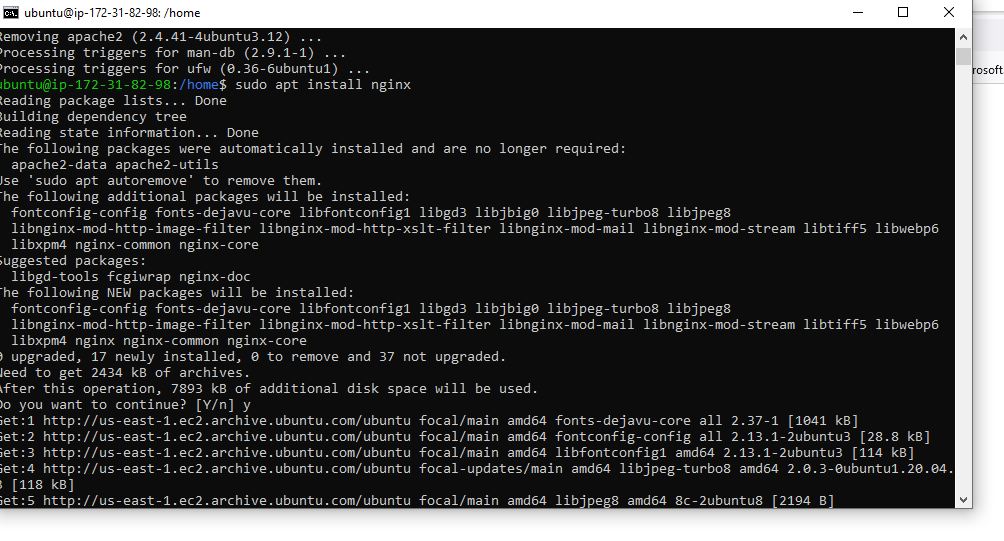 ubuntu@ip-172-31-82-98: /home
Removing apache2 (2.4.41-4ubuntu3.12) ...
Processing triggers for man-db (2.9.1-1) ...
Processing triggers for ufw (0.36-6ubuntu1) ...
ubuntu@ip-172-31-82-98:/home$ sudo apt install nginx
Reading package lists... Done
Building dependency tree
Reading state information... Done
The following packages were automatically installed and are no longer required:
apache2-data apache2-utils
Use 'sudo apt autoremove' to remove them.
The following additional packages will be installed:
fontconfig-config fonts-dejavu-core libfontconfig1 libgd3 libjbig0 libjpeg-turbo8 libjpeg8
libnginx-mod-http-image-filter libnginx-mod-http-xslt-filter libnginx-mod-mail libnginx-mod-stream libtiff5 libwebp6
libxpm4 nginx-common nginx-core
Suggested packages:
libgd-tools fcgiwrap nginx-doc
The following NEW packages will be installed:
fontconfig-config fonts-dejavu-core libfontconfig1 libgd3 libjbig0 libjpeg-turbo8 libjpeg8
libnginx-mod-http-image-filter libnginx-mod-http-xslt-filter libnginx-mod-mail libnginx-mod-stream libtiff5 libwebp6
libxpm4 nginx nginx-common nginx-core
0 upgraded, 17 newly installed, 0 to remove and 37 not upgraded.
Need to get 2434 kB of archives.
After this operation, 7893 kB of additional disk space will be used.
Do you want to continue? [Y/n] y
Get:1 http://us-east-1.ec2.archive.ubuntu.com/ubuntu focal/main amd64 fonts-dejavu-core all 2.37-1 [1041 kB]
Get:2 http://us-east-1.ec2.archive.ubuntu.com/ubuntu focal/main amd64 fontconfig-config all 2.13.1-2ubuntu3 [28.8 kB]
Get:3 http://us-east-1.ec2.archive.ubuntu.com/ubuntu focal/main amd64 libfontconfig1 amd64 2.13.1-2ubuntu3 [114 kB]
Get:4 http://us-east-1.ec2.archive.ubuntu.com/ubuntu focal-updates/main amd64 libjpeg-turbo8 amd64 2.0.3-0ubuntu1.20.04.
3 [118 kB]
Get:5 http://us-east-1.ec2.archive.ubuntu.com/ubuntu focal/main amd64 libjpeg8 amd64 8c-2ubuntu8 [2194 B]
rosoft